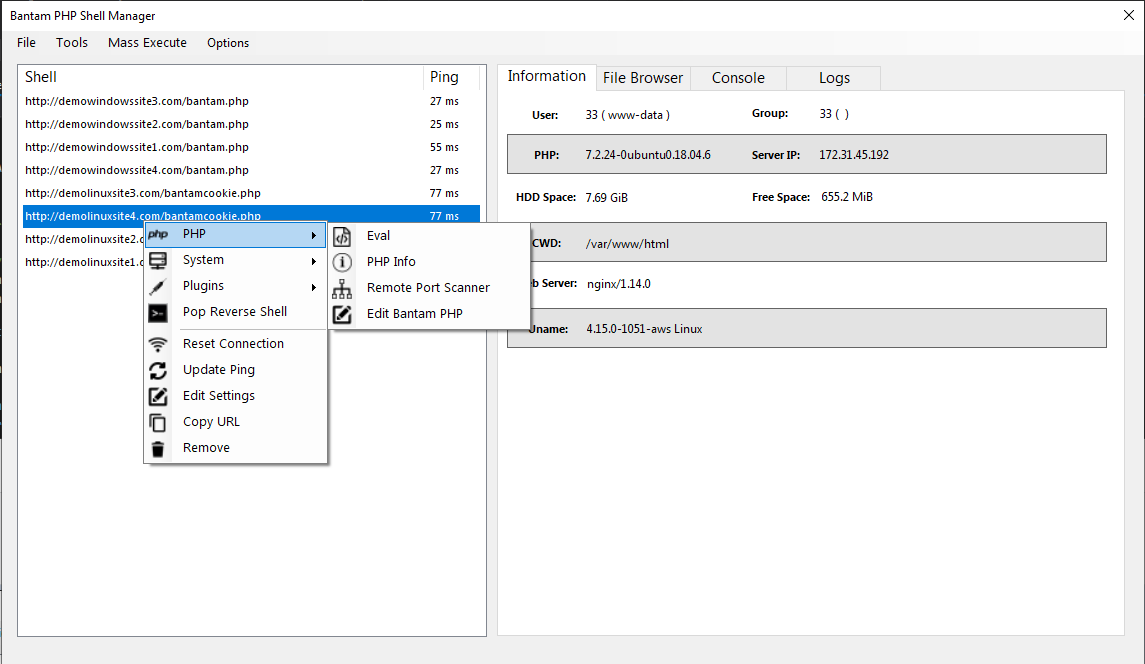 Bantam PHP Shell Manager
File Tools Mass Execute Options
Shell Ping
http://demowindowssite3.com/bantam.php 27 ms
http://demowindowssite2.com/bantam.php 25 ms
http://demowindowssite1.com/bantam.php 55 ms
http://demowindowssite4.com/bantam.php 27 ms
http://demolinuxsite3.com/bantamcookie.php 77 ms
http://demolinuxsite4.com/bantamcookie.php 77 ms
http://demolinuxsite2.c
http://demolinuxsite1.c
php PHP
System
Plugins
Pop Reverse Shell
Reset Connection
Update Ping
Edit Settings
Copy URL
Remove
Eval
PHP Info
Remote Port Scanner
Edit Bantam PHP
Information File Browser Console Logs
User: 33 ( www-data ) Group: 33 ( )
PHP: 7.2.24-0ubuntu0.18.04.6 Server IP: 172.31.45.192
HDD Space: 7.69 GiB Free Space: 655.2 MiB
CWD: /var/www/html
b Server: nginx/1.14.0
Uname: 4.15.0-1051-aws Linux